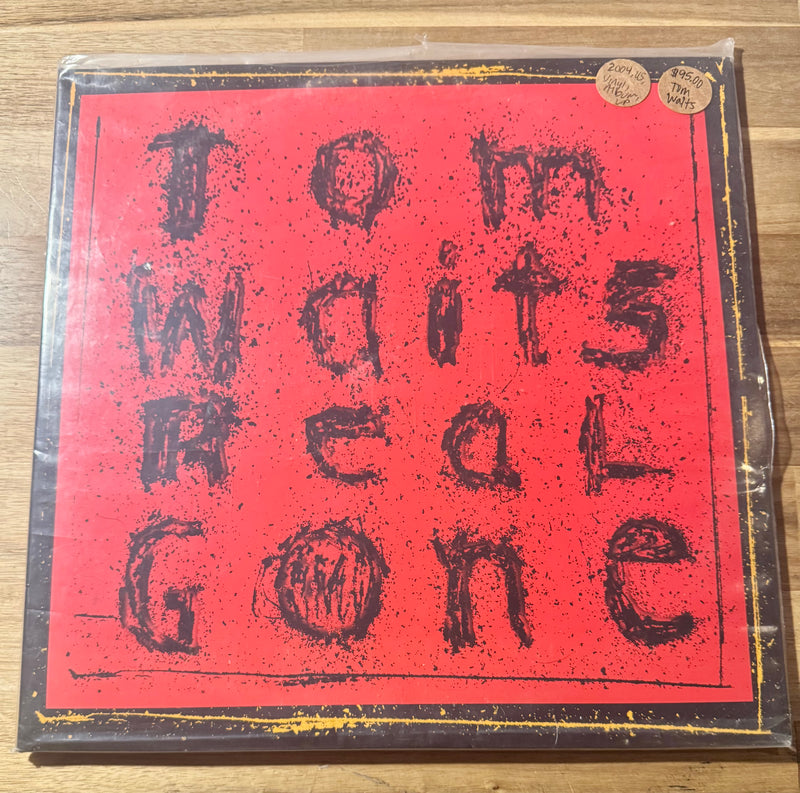 2004, US,
Vinyl,
Album,
LP
$95.00
Tom
Waits
Tom
Waits
Real
Gone